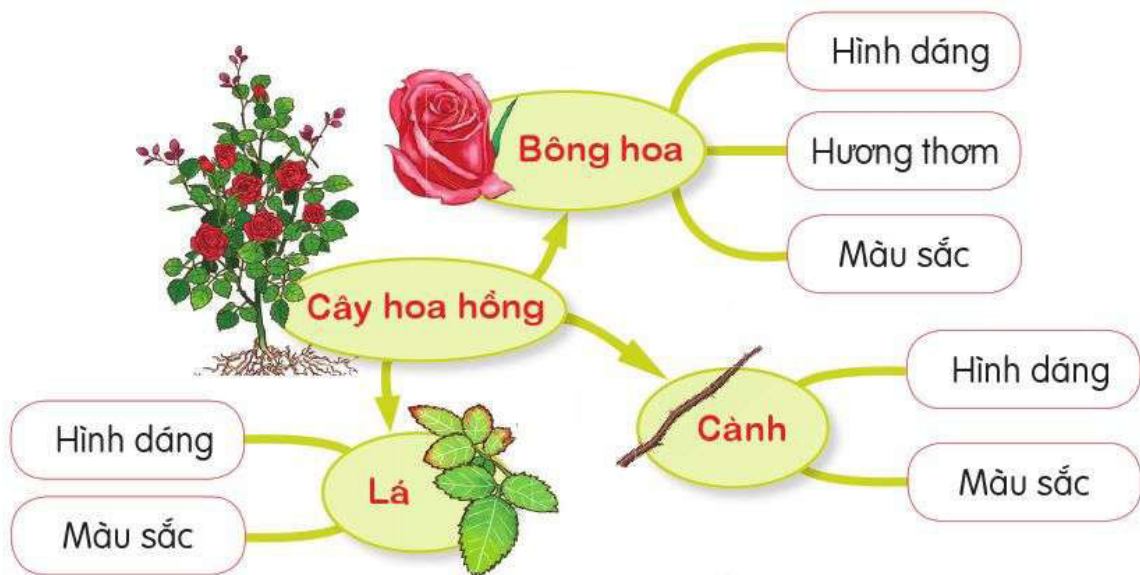 Hình dáng
Bông hoa
Hương thơm
Màu sắc
Cây hoa hồng
Hình dáng
Cành
Màu sắc
Hình dáng
Lá
Màu sắc